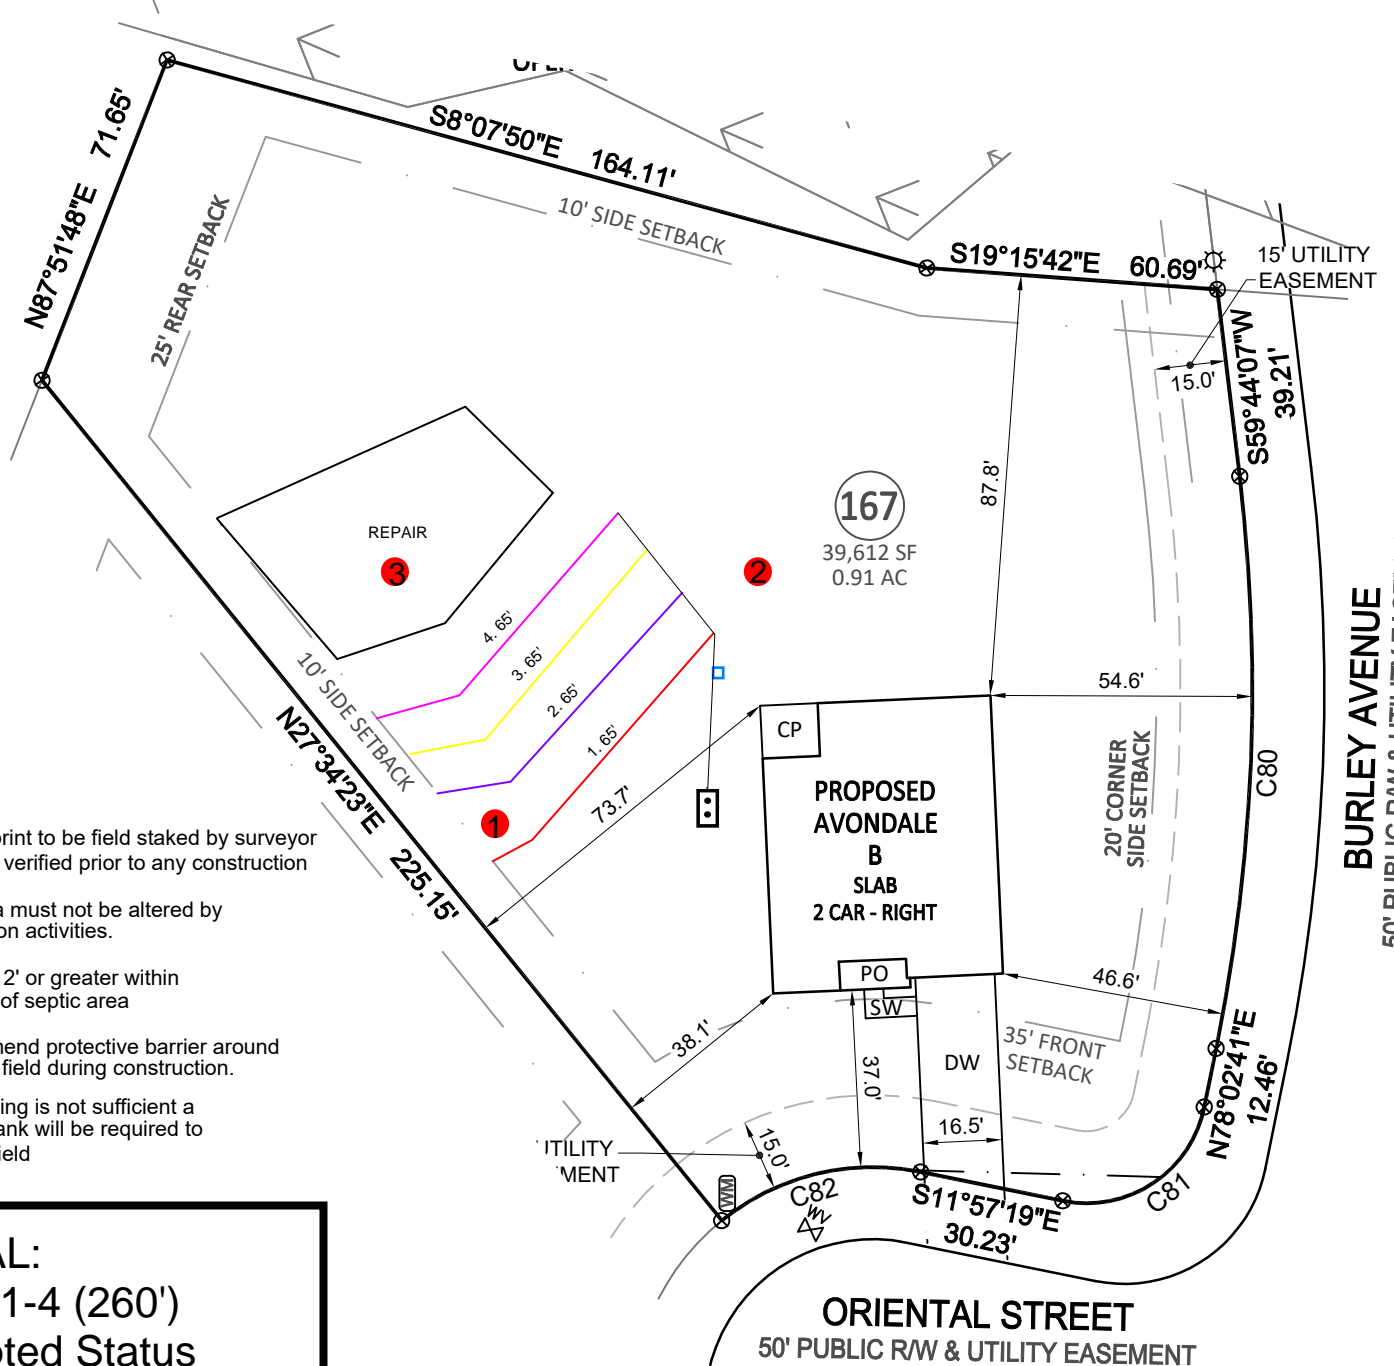 S8°07'50"E 164.11'
N87°51'48"E 71.65'
10' SIDE SETBACK
25' REAR SETBACK
S19°15'42"E 60.69'
15' UTILITY
EASEMENT
15.0'
S59°44'07"W
39.21'
87.8'
167
39,612 SF
0.91 AC
REPAIR
3
2
4. 65'
3. 65'
2. 65'
1. 65'
1
10' SIDE SETBACK
N27°34'23"E 225.15'
73.7'
54.6'
CP
PROPOSED
AVONDALE
B
SLAB
2 CAR - RIGHT
PO
SW
DW
20' CORNER
SIDE SETBACK
C80
BURLEY AVENUE
50' PUBLIC R/W & UTILITY
46.6'
35' FRONT
SETBACK
38.1'
37.0'
16.5'
15.0'
N78°02'41"E
12.46'
C81
C82
WM
WV
S11°57'19"E
30.23'
UTILITY
ORIENTAL STREET
50' PUBLIC R/W & UTILITY EASEMENT
rint to be field staked by surveyor
verified prior to any construction
a must not be altered by
on activities.
2' or greater within
of septic area
end protective barrier around
field during construction.
ing is not sufficient a
ank will be required to
ield
AL:
1-4 (260')
oted Status